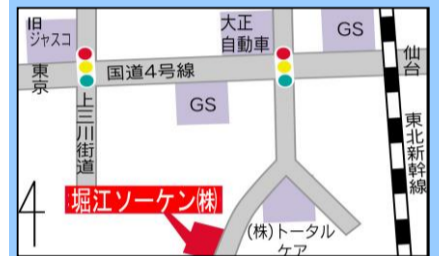 旧
ジャスコ
大正
自動車
GS
東京
国道4号線
仙台
GS
上三川街道
東北新幹線
堀江ソーケン㈱
(株)トータル
ケア